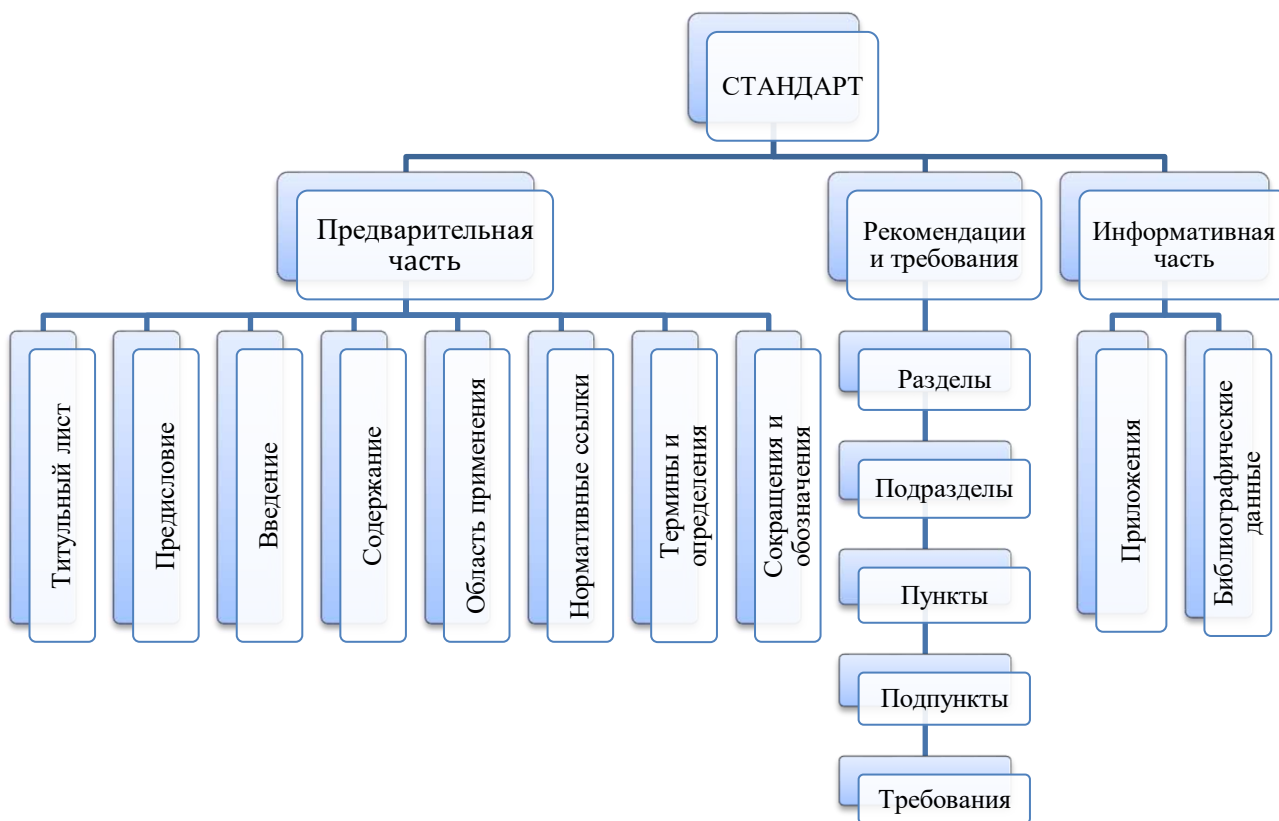 СТАНДАРТ
Предварительная
часть
Рекомендации
и требования
Информативная
часть
Титульный лист
Предисловие
Введение
Содержание
Область применения
Нормативные ссылки
Термины и
определения
Сокращения и
обозначения
Разделы
Подразделы
Пункты
Подпункты
Требования
Приложения
Библиографические
данные